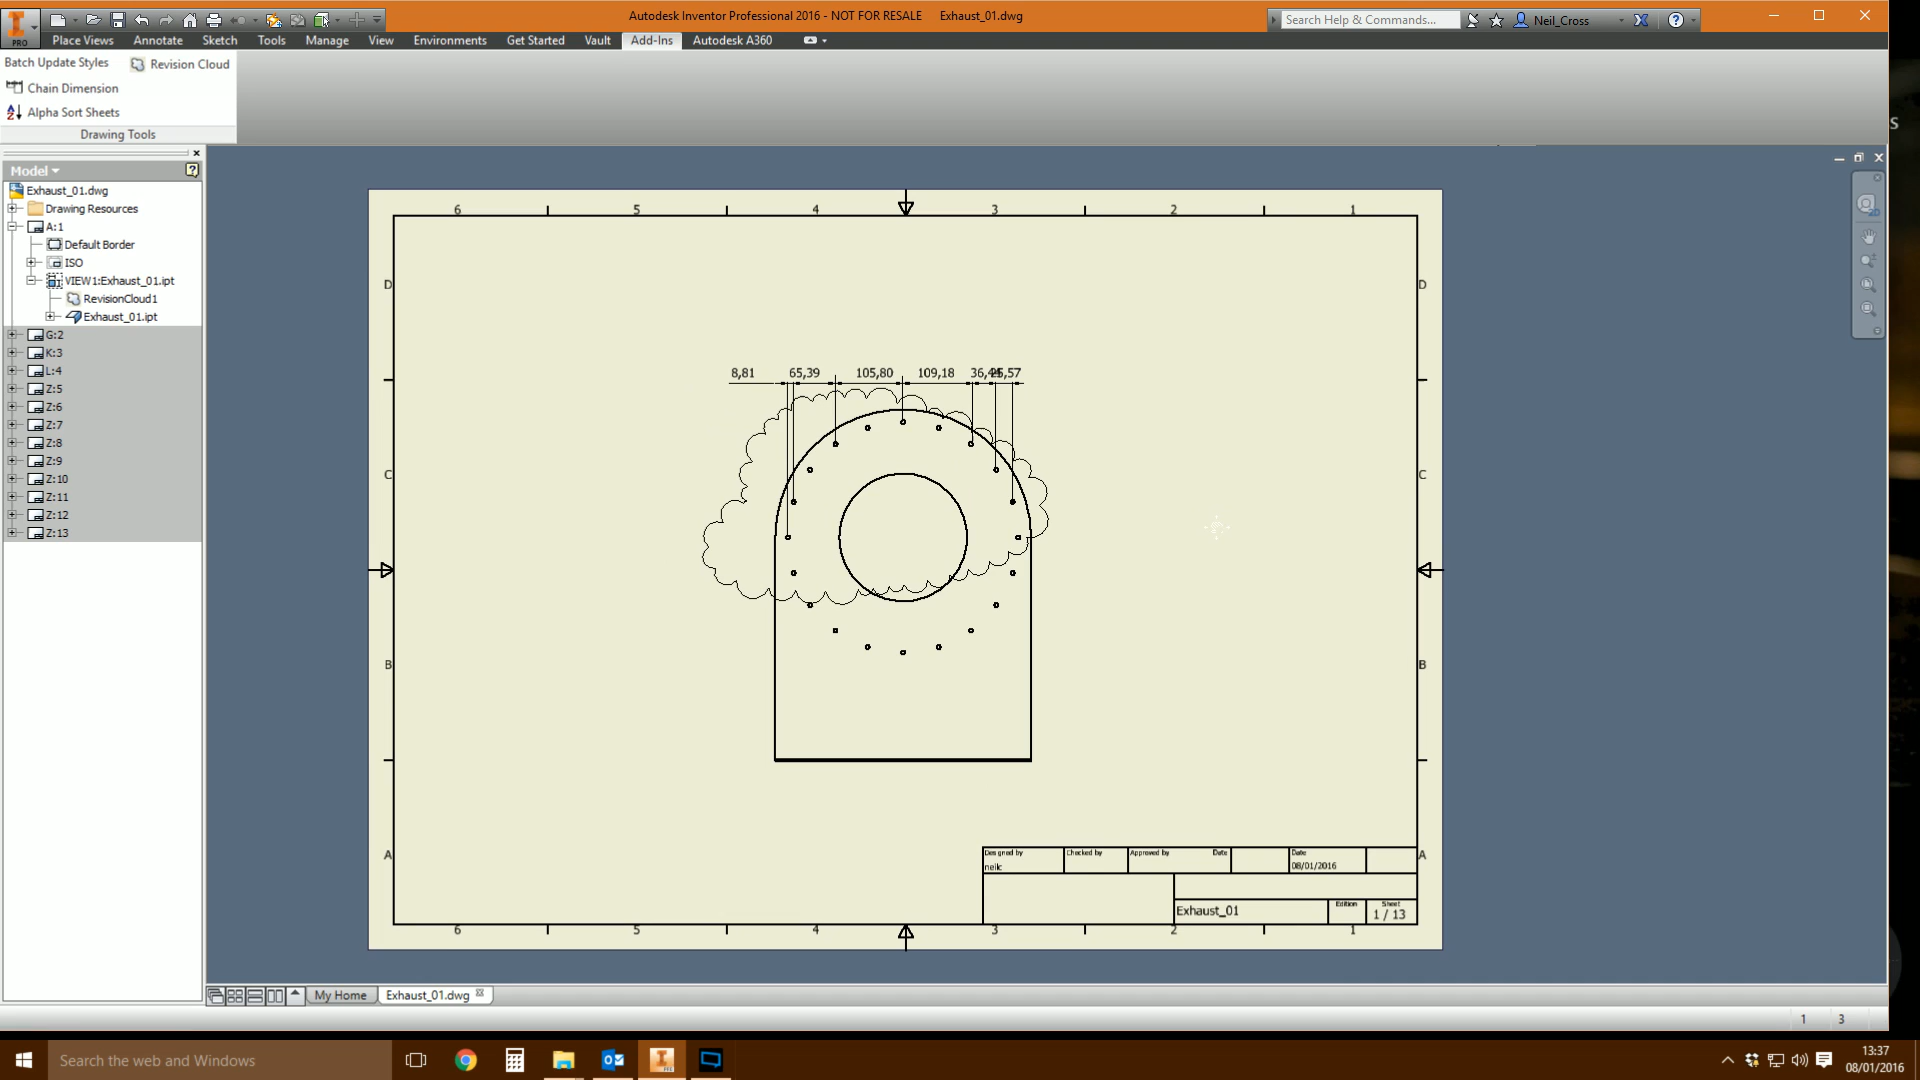 Autodesk Inventor Professional 2016 - NOT FOR RESALE Exhaust_01.dwg
Search Help & Commands...
Neil_Cross
PRO
Place Views Annotate Sketch Tools Manage View Environments Get Started Vault Add-Ins Autodesk A360
Batch Update Styles
Revision Cloud
Chain Dimension
Alpha Sort Sheets
Drawing Tools
Model
Exhaust_01.dwg
Drawing Resources
A:1
Default Border
ISO
VIEW1:Exhaust_01.ipt
RevisionCloud1
Exhaust_01.ipt
G:2
K:3
L:4
Z:5
Z:6
Z:7
Z:8
Z:9
Z:10
Z:11
Z:12
Z:13
6 5 4 3 2 1
D D
8,81 65,39 105,80 109,18
C C
B B
A A
Designed by
neilc
Checked by
Approved by
Date
Date
08/01/2016
Exhaust_01
Edition
Sheet
1 / 13
6 5 4 3 2 1
My Home
Exhaust_01.dwg
1 3
Search the web and Windows
13:37
08/01/2016